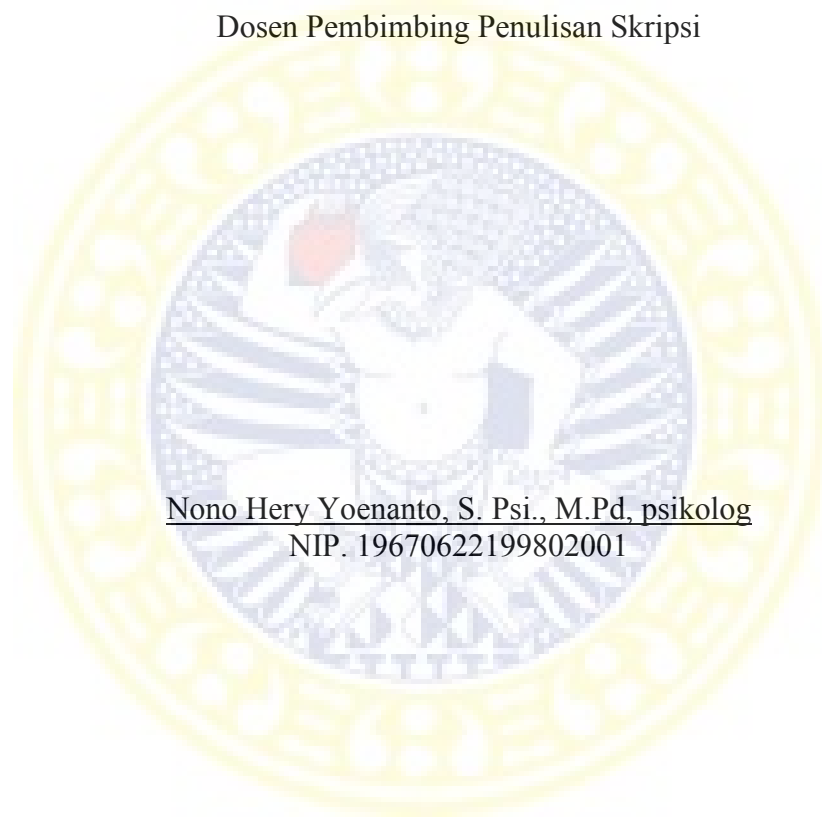 Dosen Pembimbing Penulisan Skripsi
Nono Hery Yoenanto, S. Psi., M.Pd, psikolog
NIP. 19670622199802001